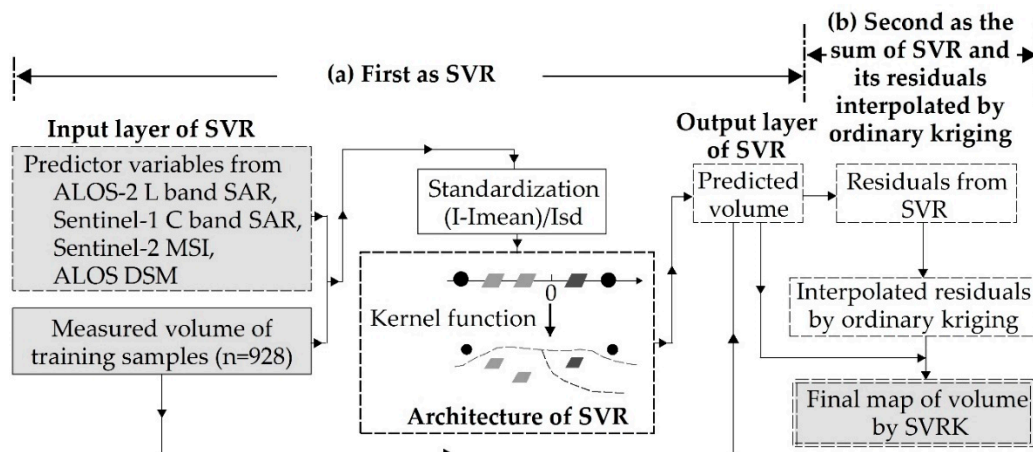 (a) First as SVR
(b) Second as the
sum of SVR and
its residuals
interpolated by
ordinary kriging
Input layer of SVR
Predictor variables from
ALOS-2 L band SAR,
Sentinel-1 C band SAR,
Sentinel-2 MSI,
ALOS DSM
Measured volume of
training samples (n=928)
Standardization
(I-Imean)/Isd
0
Kernel function
Architecture of SVR
Output layer
of SVR
Predicted
volume
Residuals from
SVR
Interpolated residuals
by ordinary kriging
Final map of volume
by SVRK